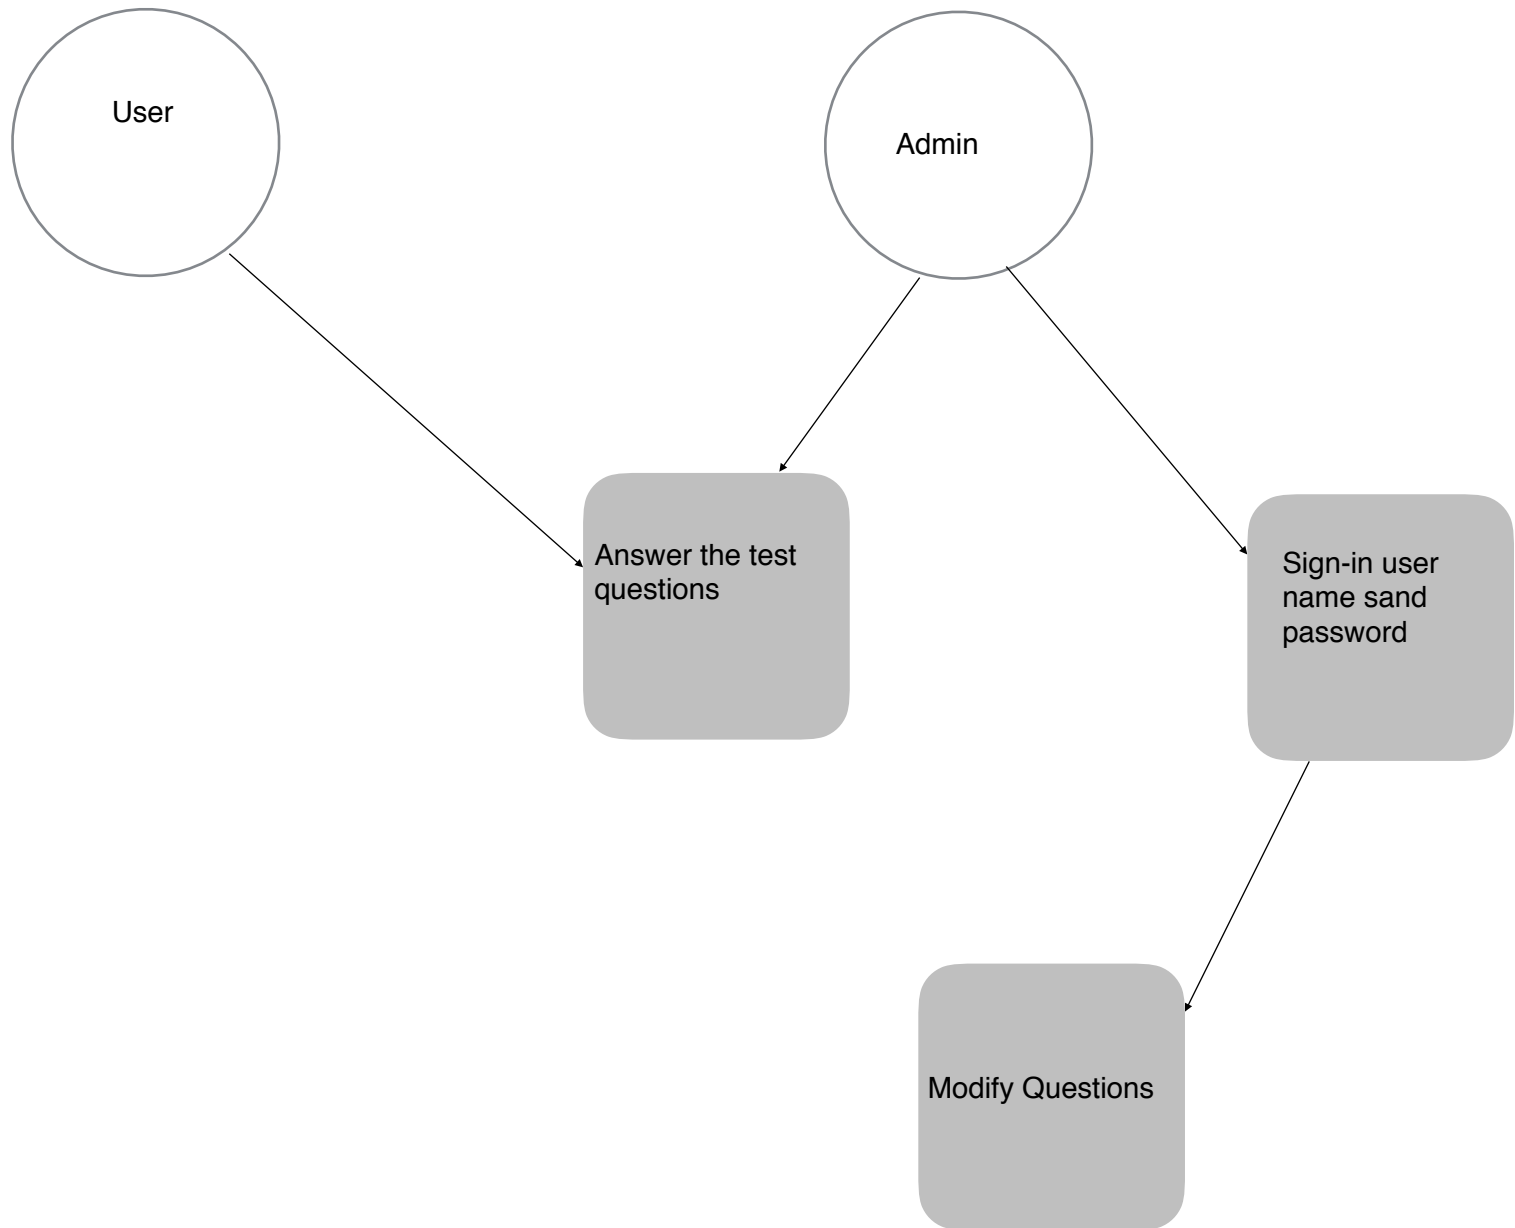 User
Admin
Answer the test
questions
Sign-in user
name sand
password
Modify Questions